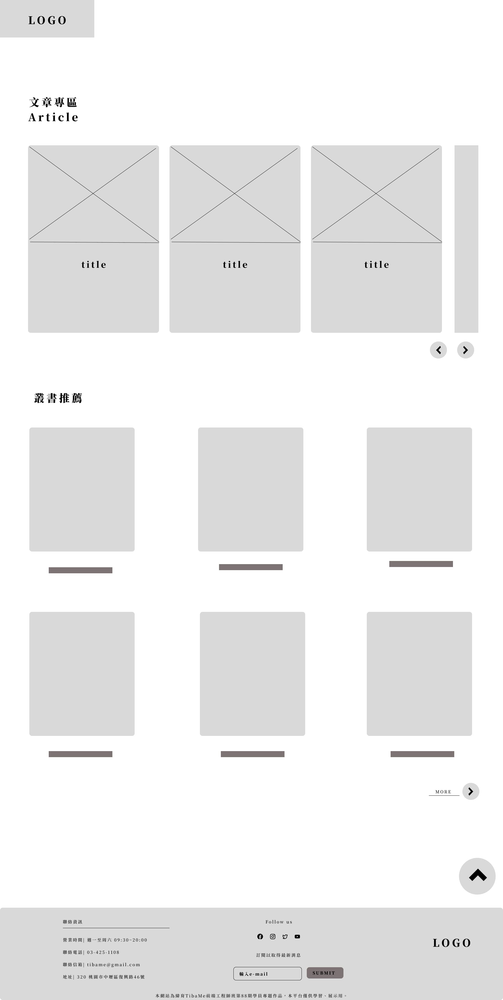 LOGO
文章專區
Article
title
title
title
叢書推薦
MORE
聯絡資訊
營業時間| 週一至周六 09:30~20:00
聯絡電話| 03-425-1108
聯絡信箱| tibame@gmail.com
地址| 320 桃園市中壢區復興路46號
Follow us
訂閱以取得最新消息
輸入e-mail
SUBMIT
LOGO
本網站為緯育TibaMe前端工程師班第88期學員專題作品，本平台僅供學習、展示用。